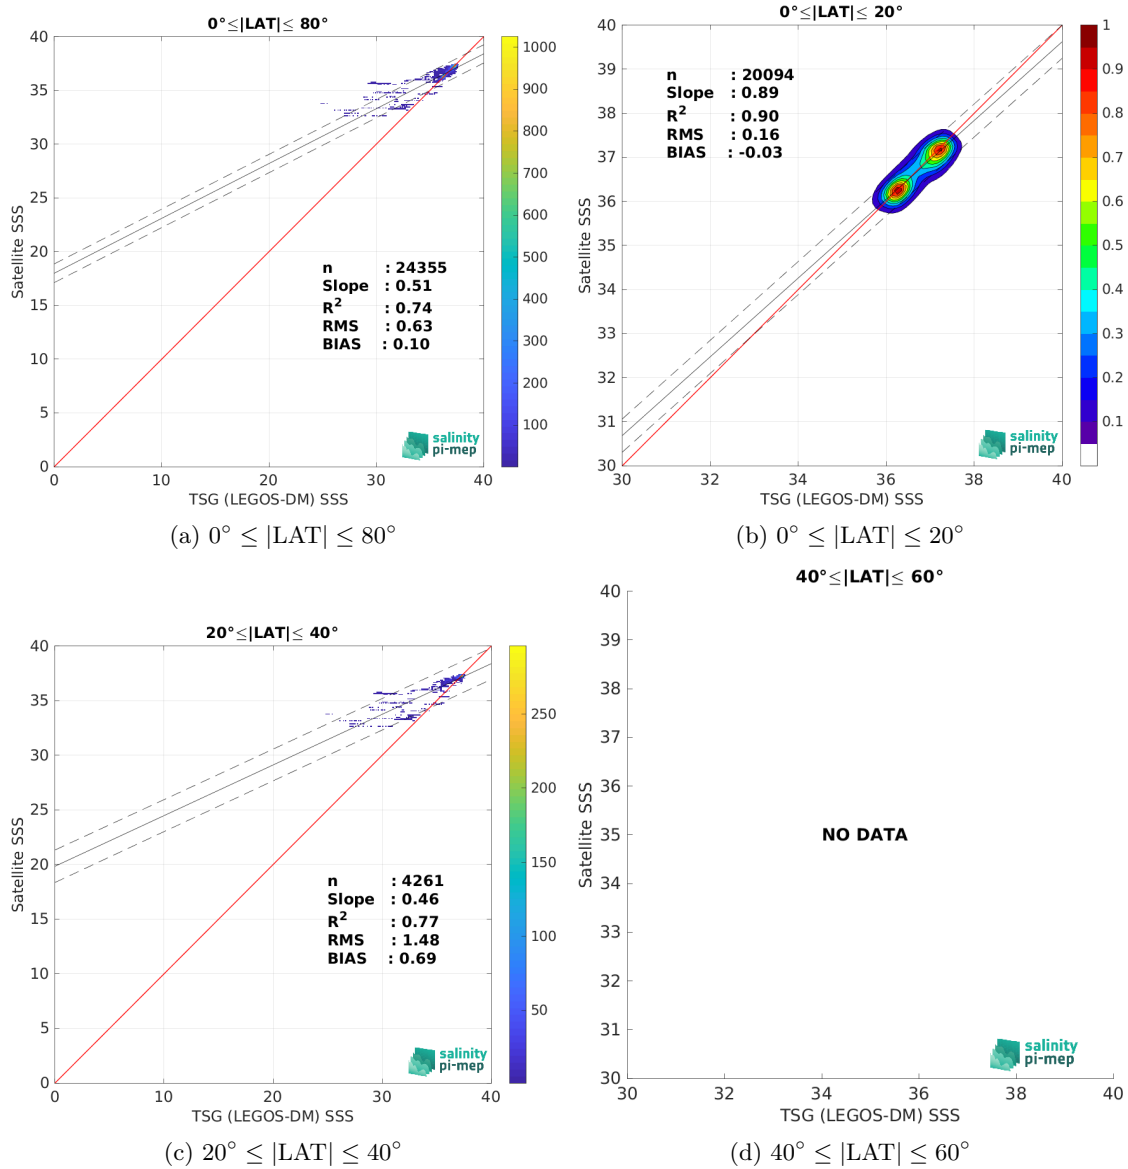 0°≤|LAT|≤ 80°
40
35
30
25
20
15
10
5
0
Satellite SSS
n : 24355
Slope : 0.51
R2 : 0.74
RMS : 0.63
BIAS : 0.10
salinity
pi-mep
0 10 20 30 40
TSG (LEGOS-DM) SSS
1000
900
800
700
600
500
400
300
200
100
(a) 0° ≤ |LAT| ≤ 80°
0°≤|LAT|≤ 20°
40
39
38
37
36
35
34
33
32
31
30
Satellite SSS
n : 20094
Slope : 0.89
R2 : 0.90
RMS : 0.16
BIAS : -0.03
salinity
pi-mep
30 32 34 36 38 40
TSG (LEGOS-DM) SSS
1
0.9
0.8
0.7
0.6
0.5
0.4
0.3
0.2
0.1
(b) 0° ≤ |LAT| ≤ 20°
20°≤|LAT|≤ 40°
40
35
30
25
20
15
10
5
0
Satellite SSS
n : 4261
Slope : 0.46
R2 : 0.77
RMS : 1.48
BIAS : 0.69
salinity
pi-mep
0 10 20 30 40
TSG (LEGOS-DM) SSS
250
200
150
100
50
(c) 20° ≤ |LAT| ≤ 40°
40°≤|LAT|≤ 60°
40
39
38
37
36
35
34
33
32
31
30
Satellite SSS
NO DATA
salinity
pi-mep
30 32 34 36 38 40
TSG (LEGOS-DM) SSS
(d) 40° ≤ |LAT| ≤ 60°